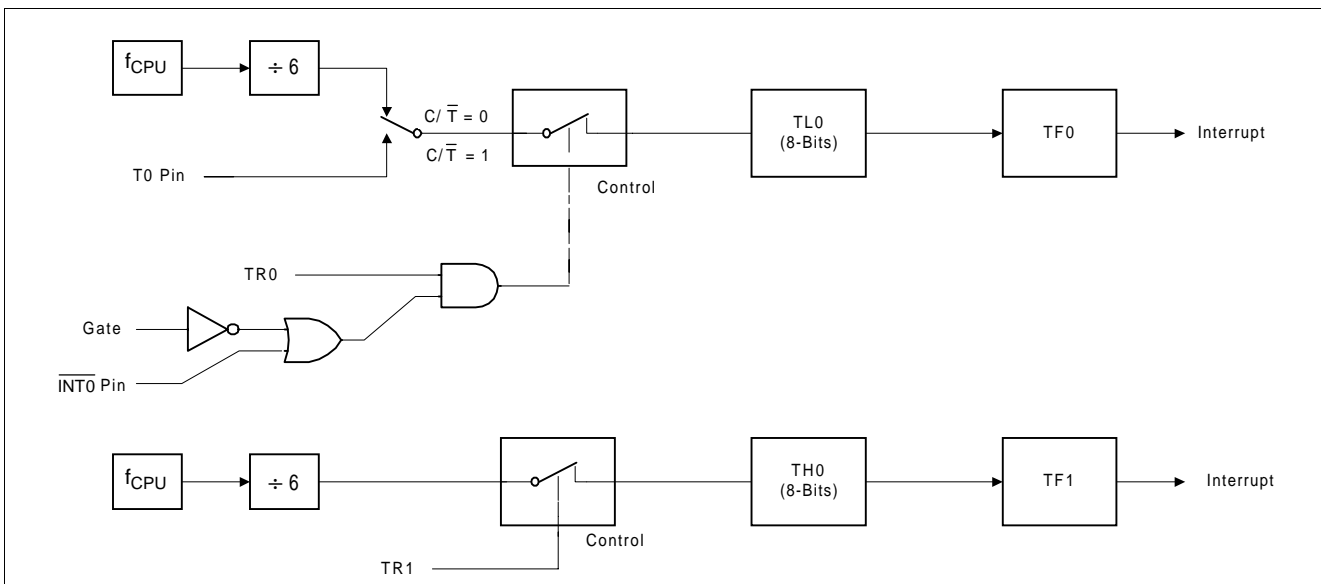 fCPU
÷ 6
C/T̅ = 0
C/T̅ = 1
T0 Pin
Control
TL0
(8-Bits)
TF0
Interrupt
TR0
Gate
I̅N̅T̅0̅ Pin
fCPU
÷ 6
Control
TR1
TH0
(8-Bits)
TF1
Interrupt